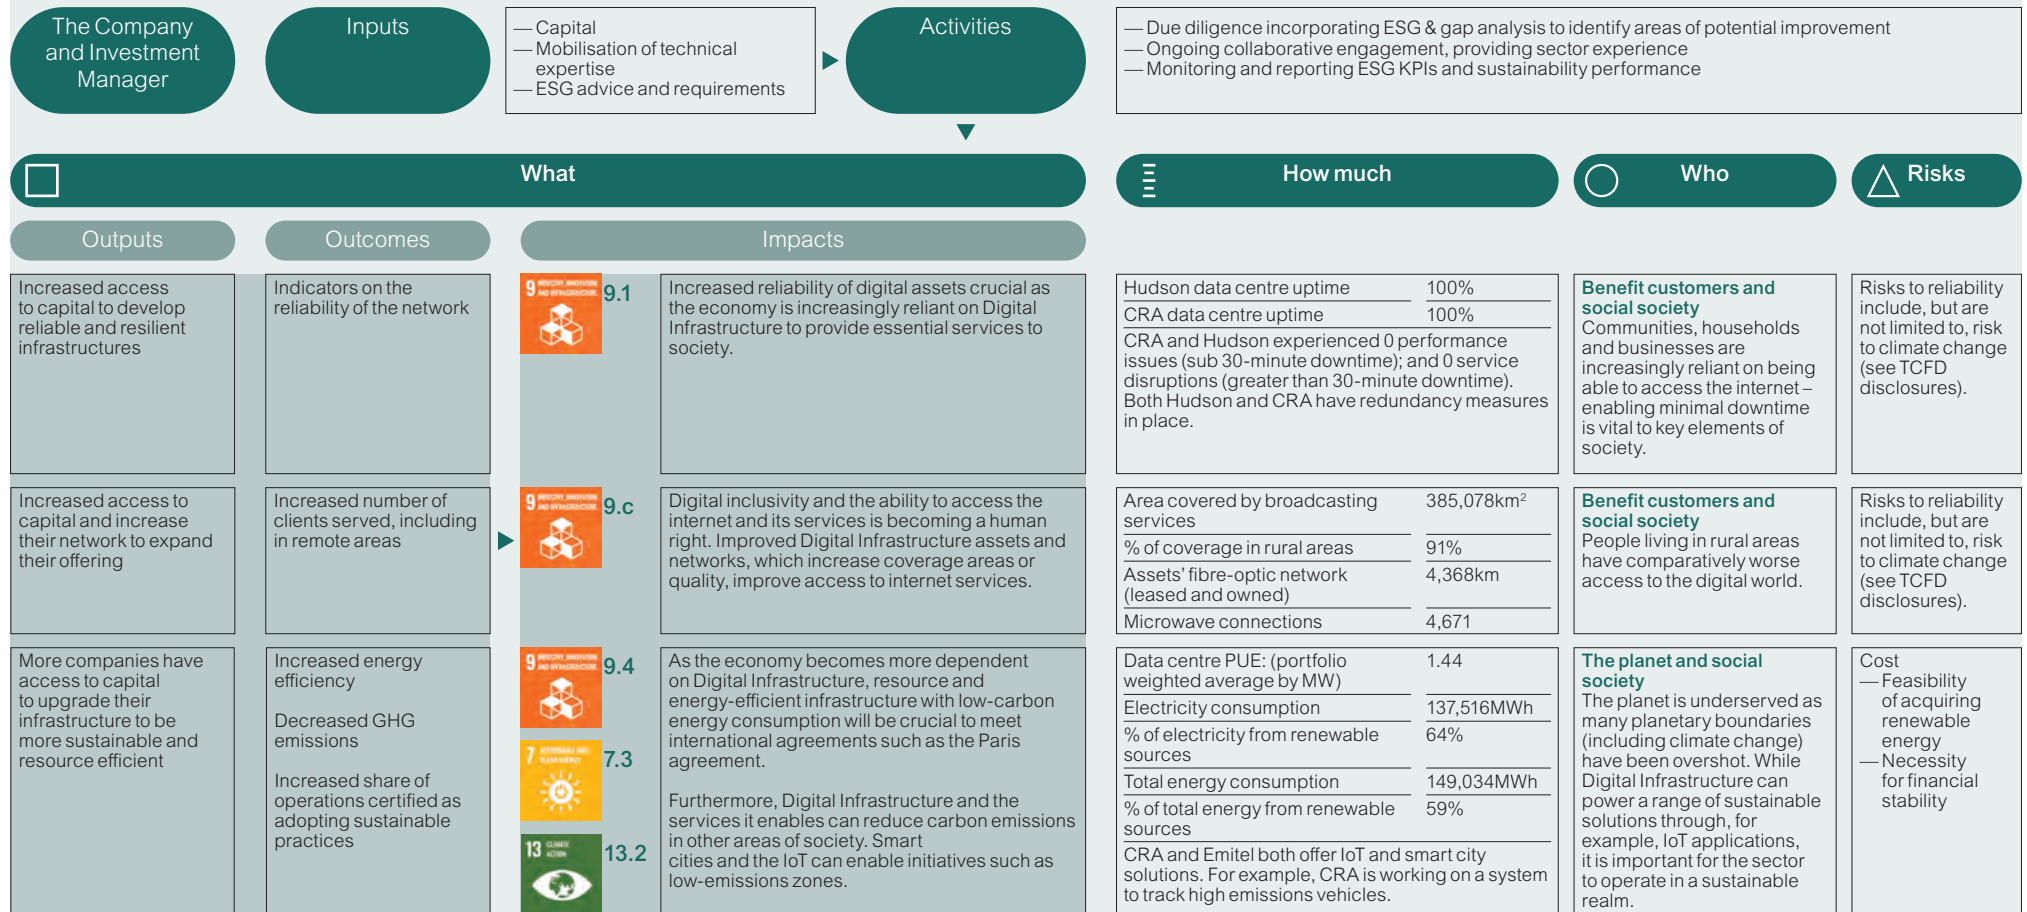 The Company
and Investment
Manager
Inputs
— Capital
— Mobilisation of technical
expertise
— ESG advice and requirements
Activities
— Due diligence incorporating ESG & gap analysis to identify areas of potential improvement
— Ongoing collaborative engagement, providing sector experience
— Monitoring and reporting ESG KPIs and sustainability performance
What
How much
Who
Risks
Outputs
Outcomes
Impacts
Increased access
to capital to develop
reliable and resilient
infrastructures
Indicators on the
reliability of the network
9 INDUSTRY, INNOVATION
AND INFRASTRUCTURE
9.1
Increased reliability of digital assets crucial as
the economy is increasingly reliant on Digital
Infrastructure to provide essential services to
society.
Hudson data centre uptime 100%
CRA data centre uptime 100%
CRA and Hudson experienced 0 performance
issues (sub 30-minute downtime); and 0 service
disruptions (greater than 30-minute downtime).
Both Hudson and CRA have redundancy measures
in place.
Benefit customers and
social society
Communities, households
and businesses are
increasingly reliant on being
able to access the internet –
enabling minimal downtime
is vital to key elements of
society.
Risks to reliability
include, but are
not limited to, risk
to climate change
(see TCFD
disclosures).
Increased access to
capital and increase
their network to expand
their offering
Increased number of
clients served, including
in remote areas
9 INDUSTRY, INNOVATION
AND INFRASTRUCTURE
9.c
Digital inclusivity and the ability to access the
internet and its services is becoming a human
right. Improved Digital Infrastructure assets and
networks, which increase coverage areas or
quality, improve access to internet services.
Area covered by broadcasting 385,078km²
services
% of coverage in rural areas 91%
Assets' fibre-optic network 4,368km
(leased and owned)
Microwave connections 4,671
Benefit customers and
social society
People living in rural areas
have comparatively worse
access to the digital world.
Risks to reliability
include, but are
not limited to, risk
to climate change
(see TCFD
disclosures).
More companies have
access to capital
to upgrade their
infrastructure to be
more sustainable and
resource efficient
Increased energy
efficiency
Decreased GHG
emissions
Increased share of
operations certified as
adopting sustainable
practices
9 INDUSTRY, INNOVATION
AND INFRASTRUCTURE
9.4
7 AFFORDABLE AND
CLEAN ENERGY
7.3
13 CLIMATE
ACTION
13.2
As the economy becomes more dependent
on Digital Infrastructure, resource and
energy-efficient infrastructure with low-carbon
energy consumption will be crucial to meet
international agreements such as the Paris
agreement.
Furthermore, Digital Infrastructure and the
services it enables can reduce carbon emissions
in other areas of society. Smart
cities and the IoT can enable initiatives such as
low-emissions zones.
Data centre PUE: (portfolio 1.44
weighted average by MW)
Electricity consumption 137,516MWh
% of electricity from renewable 64%
sources
Total energy consumption 149,034MWh
% of total energy from renewable 59%
sources
CRA and Emitel both offer IoT and smart city
solutions. For example, CRA is working on a system
to track high emissions vehicles.
The planet and social
society
The planet is underserved as
many planetary boundaries
(including climate change)
have been overshot. While
Digital Infrastructure can
power a range of sustainable
solutions through, for
example, IoT applications,
it is important for the sector
to operate in a sustainable
realm.
Cost
— Feasibility
of acquiring
renewable
energy
— Necessity
for financial
stability